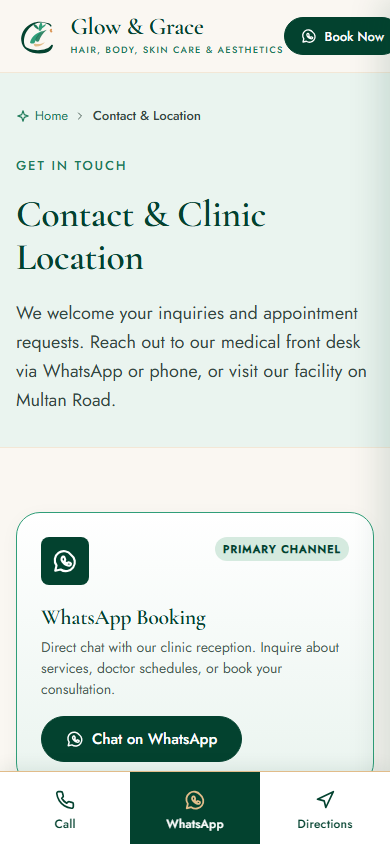 Glow & Grace
HAIR, BODY, SKIN CARE & AESTHETICS
Book Now
Home > Contact & Location
GET IN TOUCH
Contact & Clinic
Location
We welcome your inquiries and appointment
requests. Reach out to our medical front desk
via WhatsApp or phone, or visit our facility on
Multan Road.
PRIMARY CHANNEL
WhatsApp Booking
Direct chat with our clinic reception. Inquire about
services, doctor schedules, or book your
consultation.
Chat on WhatsApp
Call
WhatsApp
Directions